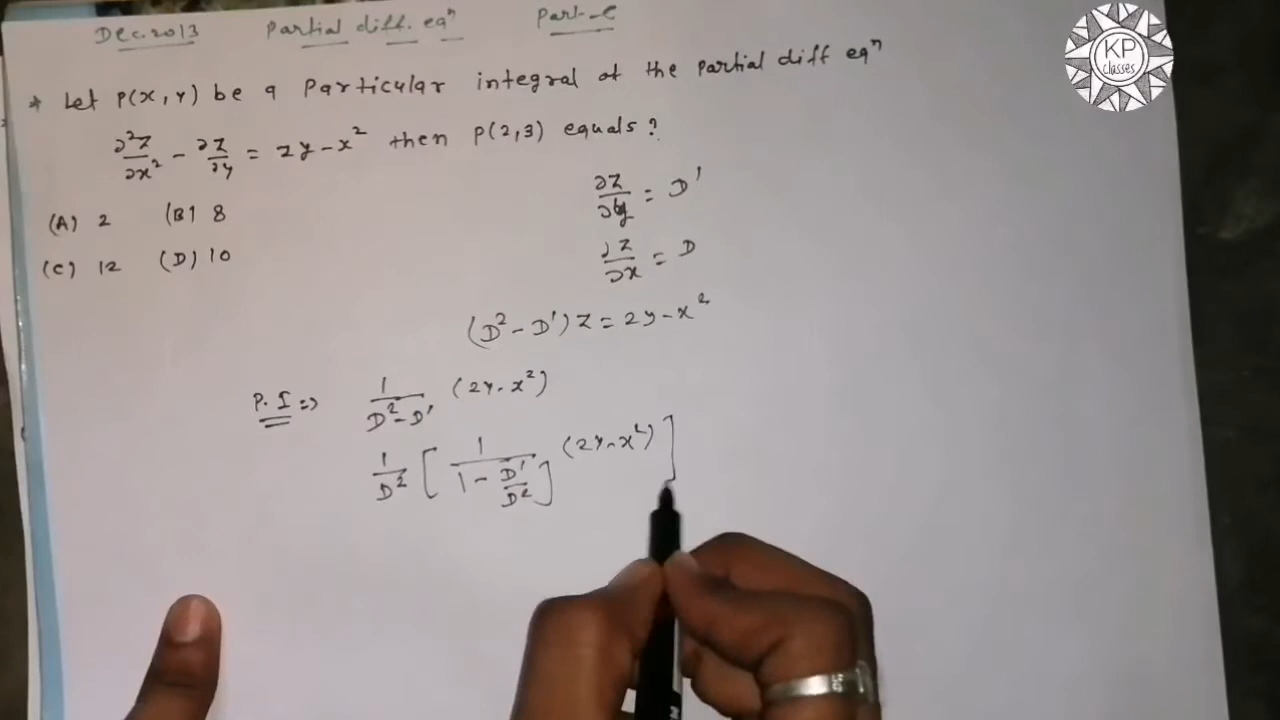 Dec. 2013 Partial diff. eqⁿ Part-C
KP
classes
* Let P(x, y) be a Particular integral of the partial diff eqⁿ
∂²z/∂x² - ∂z/∂y = 2y - x² then P(2,3) equals?
(A) 2 (B) 8
(C) 12 (D) 10
∂z/∂y = D'
∂z/∂x = D
(D² - D') z = 2y - x²
P. I => 1/(D² - D') (2y - x²)
1/D² [ 1/(1 - D'/D²) ] (2y - x²) ]